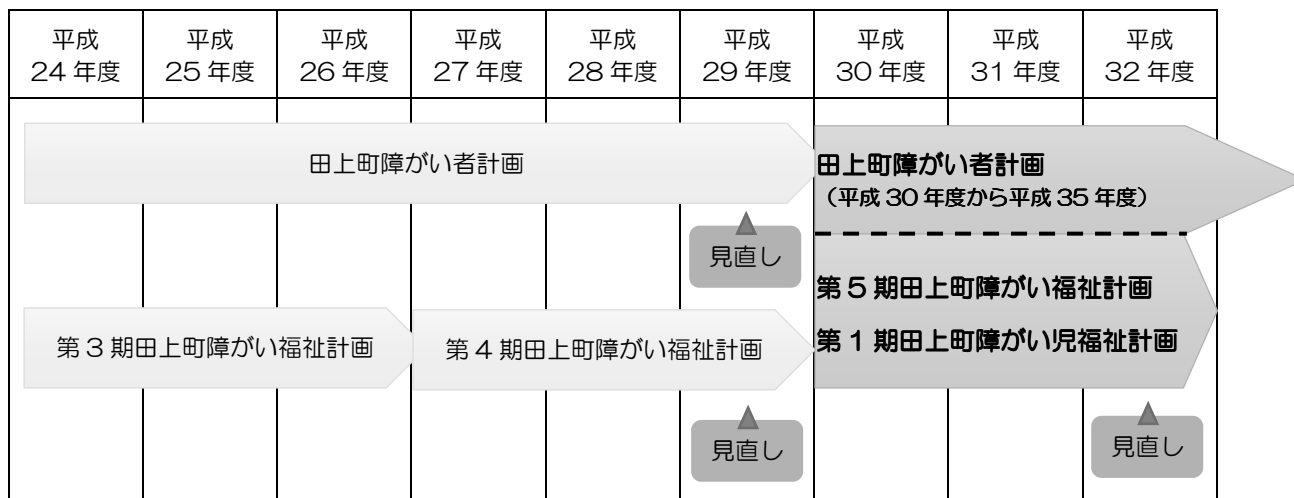 平成
24 年度
平成
25 年度
平成
26 年度
平成
27 年度
平成
28 年度
平成
29 年度
平成
30 年度
平成
31 年度
平成
32 年度
田上町障がい者計画
田上町障がい者計画
（平成 30 年度から平成 35 年度）
見直し
第 3 期田上町障がい福祉計画
第 4 期田上町障がい福祉計画
第 5 期田上町障がい福祉計画
第 1 期田上町障がい児福祉計画
見直し
見直し